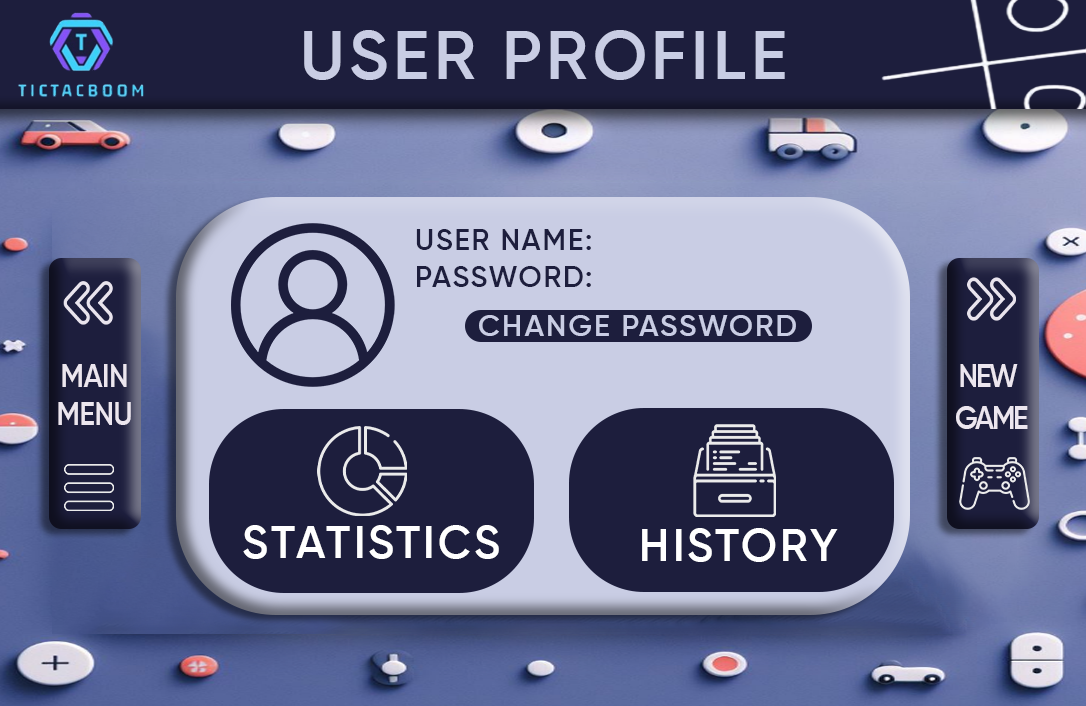 T
TICTACBOOM
USER PROFILE
USER NAME:
PASSWORD:
CHANGE PASSWORD
MAIN
MENU
NEW
GAME
STATISTICS
HISTORY